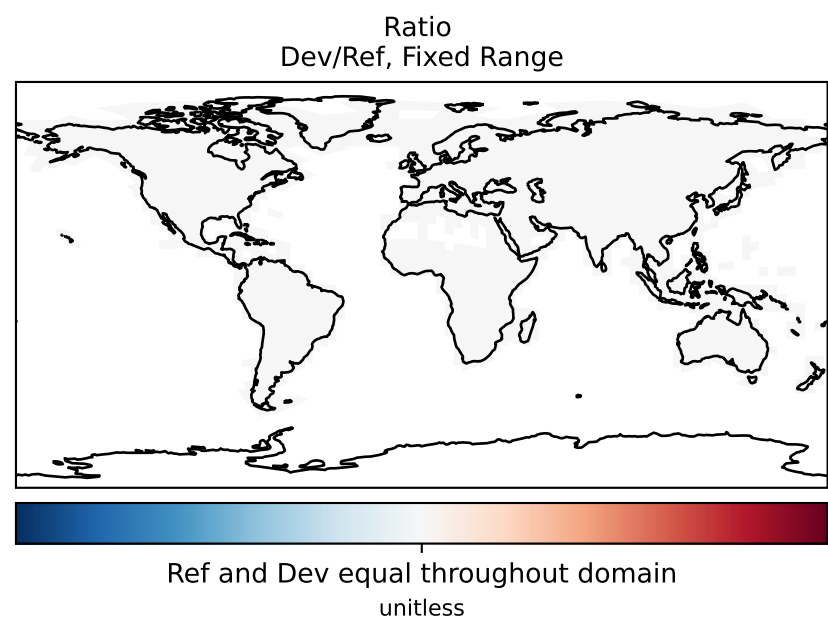 Ratio
Dev/Ref, Fixed Range
Ref and Dev equal throughout domain
unitless